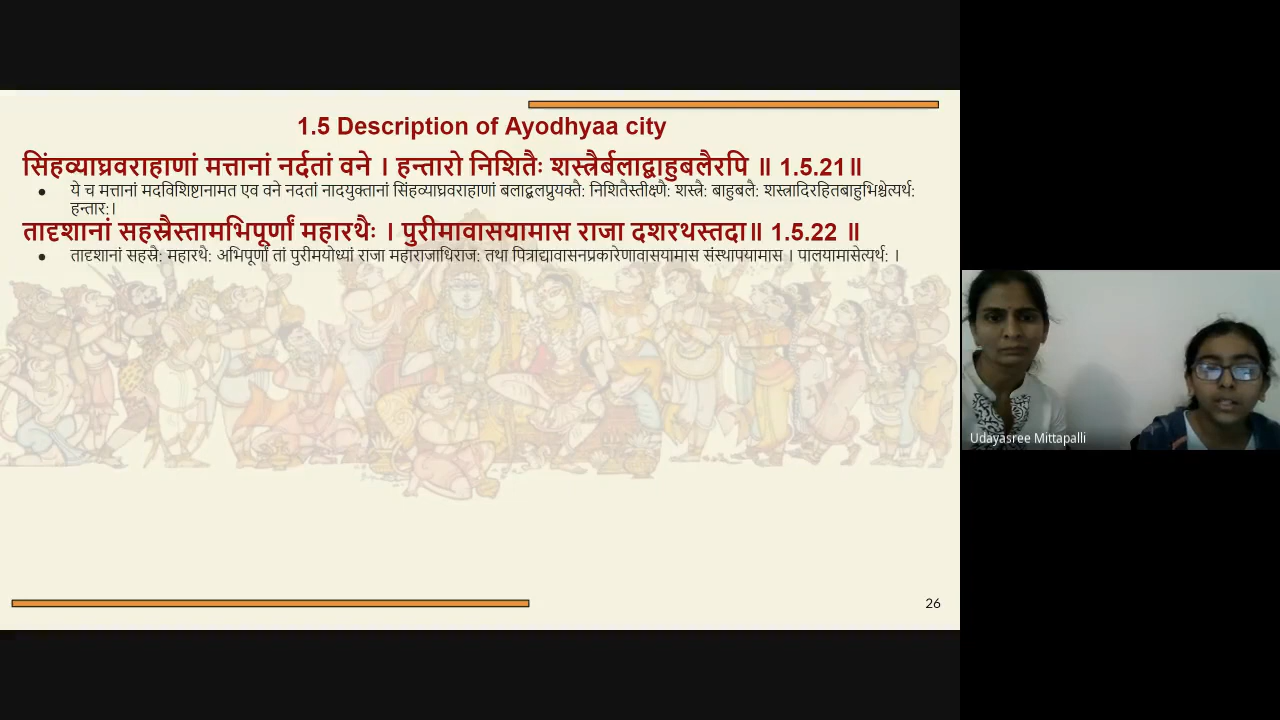 1.5 Description of Ayodhyaa city
सिंहव्याघ्रवराहाणां मत्तानां नर्दतां वने । हन्तारो निशितैः शस्त्रैर्बलाद्बाहुबलैरपि ॥ 1.5.21॥
● ये च मत्तानां मदविशिष्टानामत एव वने नदतां नादयुक्तानां सिंहव्याघ्रवराहाणां बलाद्बलप्रयुक्तै: निशितैस्तीक्ष्णै: शस्त्रै: बाहुबलै: शस्त्रादिरहितबाहुभिश्चेत्यर्थ:
हन्तार:।
तादृशानां सहस्रैस्तामभिपूर्णां महारथैः । पुरीमावासयामास राजा दशरथस्तदा॥ 1.5.22 ॥
● तादृशानां सहस्रै: महारथै: अभिपूर्णां तां पुरीमयोध्यां राजा महाराजाधिराज: तथा पित्राद्यावासनप्रकारेणावासयामास संस्थापयामास । पालयामासेत्यर्थ: ।
26
Udayasree Mittapalli